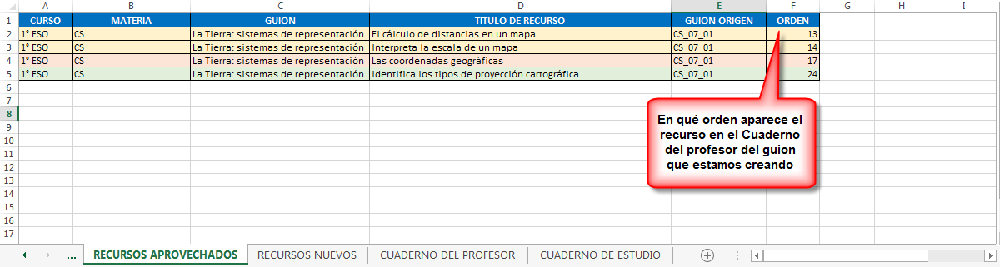 A B C D E F G H I
1 CURSO MATERIA GUION TITULO DE RECURSO GUION ORIGEN ORDEN
2 1° ESO CS La Tierra: sistemas de representación El cálculo de distancias en un mapa CS_07_01 13
3 1° ESO CS La Tierra: sistemas de representación Interpreta la escala de un mapa CS_07_01 14
4 1° ESO CS La Tierra: sistemas de representación Las coordenadas geográficas CS_07_01 17
5 1° ESO CS La Tierra: sistemas de representación Identifica los tipos de proyección cartográfica CS_07_01 24
6
7
8
9
10
11
12
13
14
15
16
17
En qué orden aparece el
recurso en el Cuaderno
del profesor del guion
que estamos creando
... RECURSOS APROVECHADOS RECURSOS NUEVOS CUADERNO DEL PROFESOR CUADERNO DE ESTUDIO